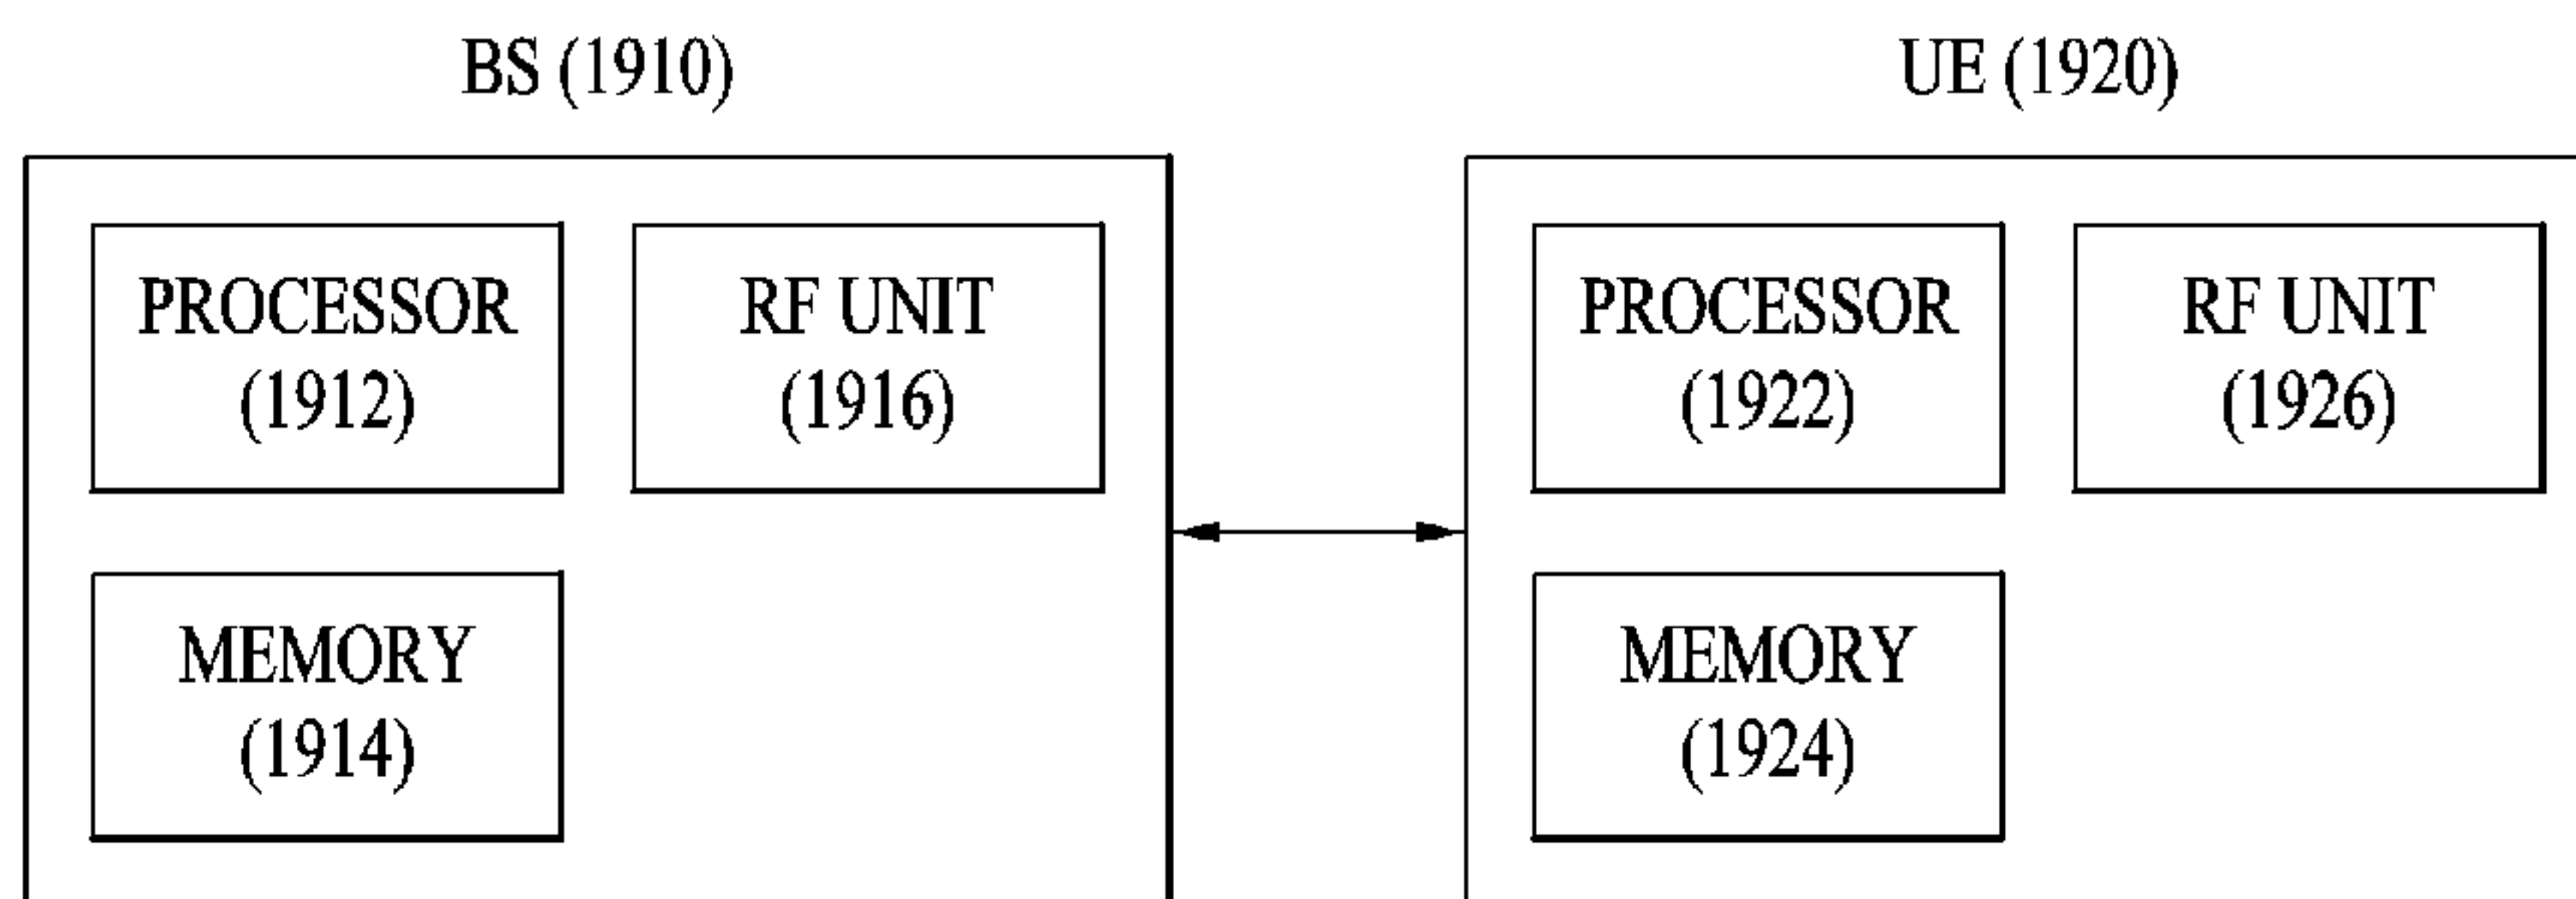 BS (1910)
PROCESSOR
(1912)
RF UNIT
(1916)
MEMORY
(1914)
UE (1920)
PROCESSOR
(1922)
RF UNIT
(1926)
MEMORY
(1924)